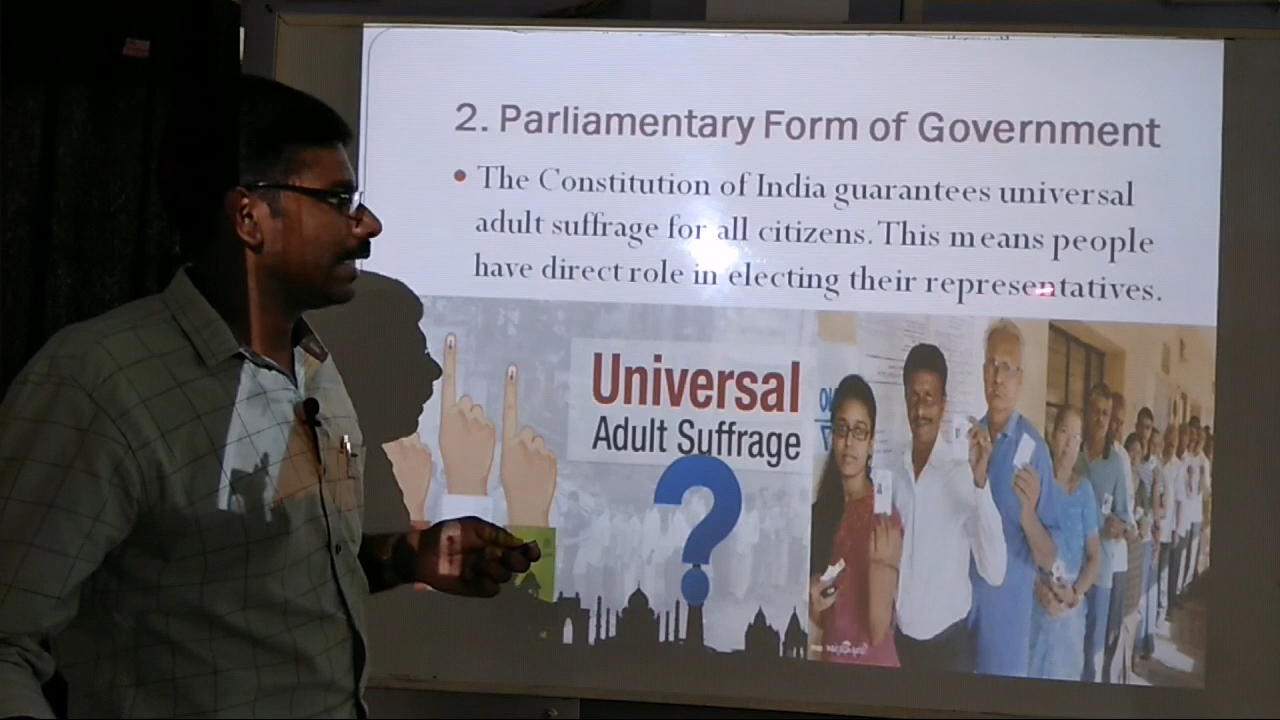 2. Parliamentary Form of Government
• The Constitution of India guarantees universal
adult suffrage for all citizens. This means people
have direct role in electing their representatives.
Universal
Adult Suffrage
?